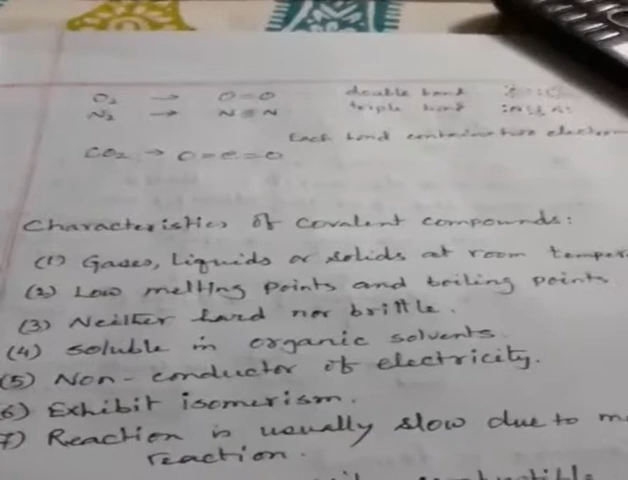 O₂ → O=O double bond
N₂ → N≡N triple bond :N≡N:
Each bond contains two electron
CO₂ → O=C=O
Characteristics of covalent compounds:
(1) Gases, liquids or solids at room temper
(2) Low melting points and boiling points
(3) Neither hard nor brittle.
(4) soluble in organic solvents.
(5) Non-conductor of electricity.
6) Exhibit isomerism.
7) Reaction is usually slow due to
reaction.